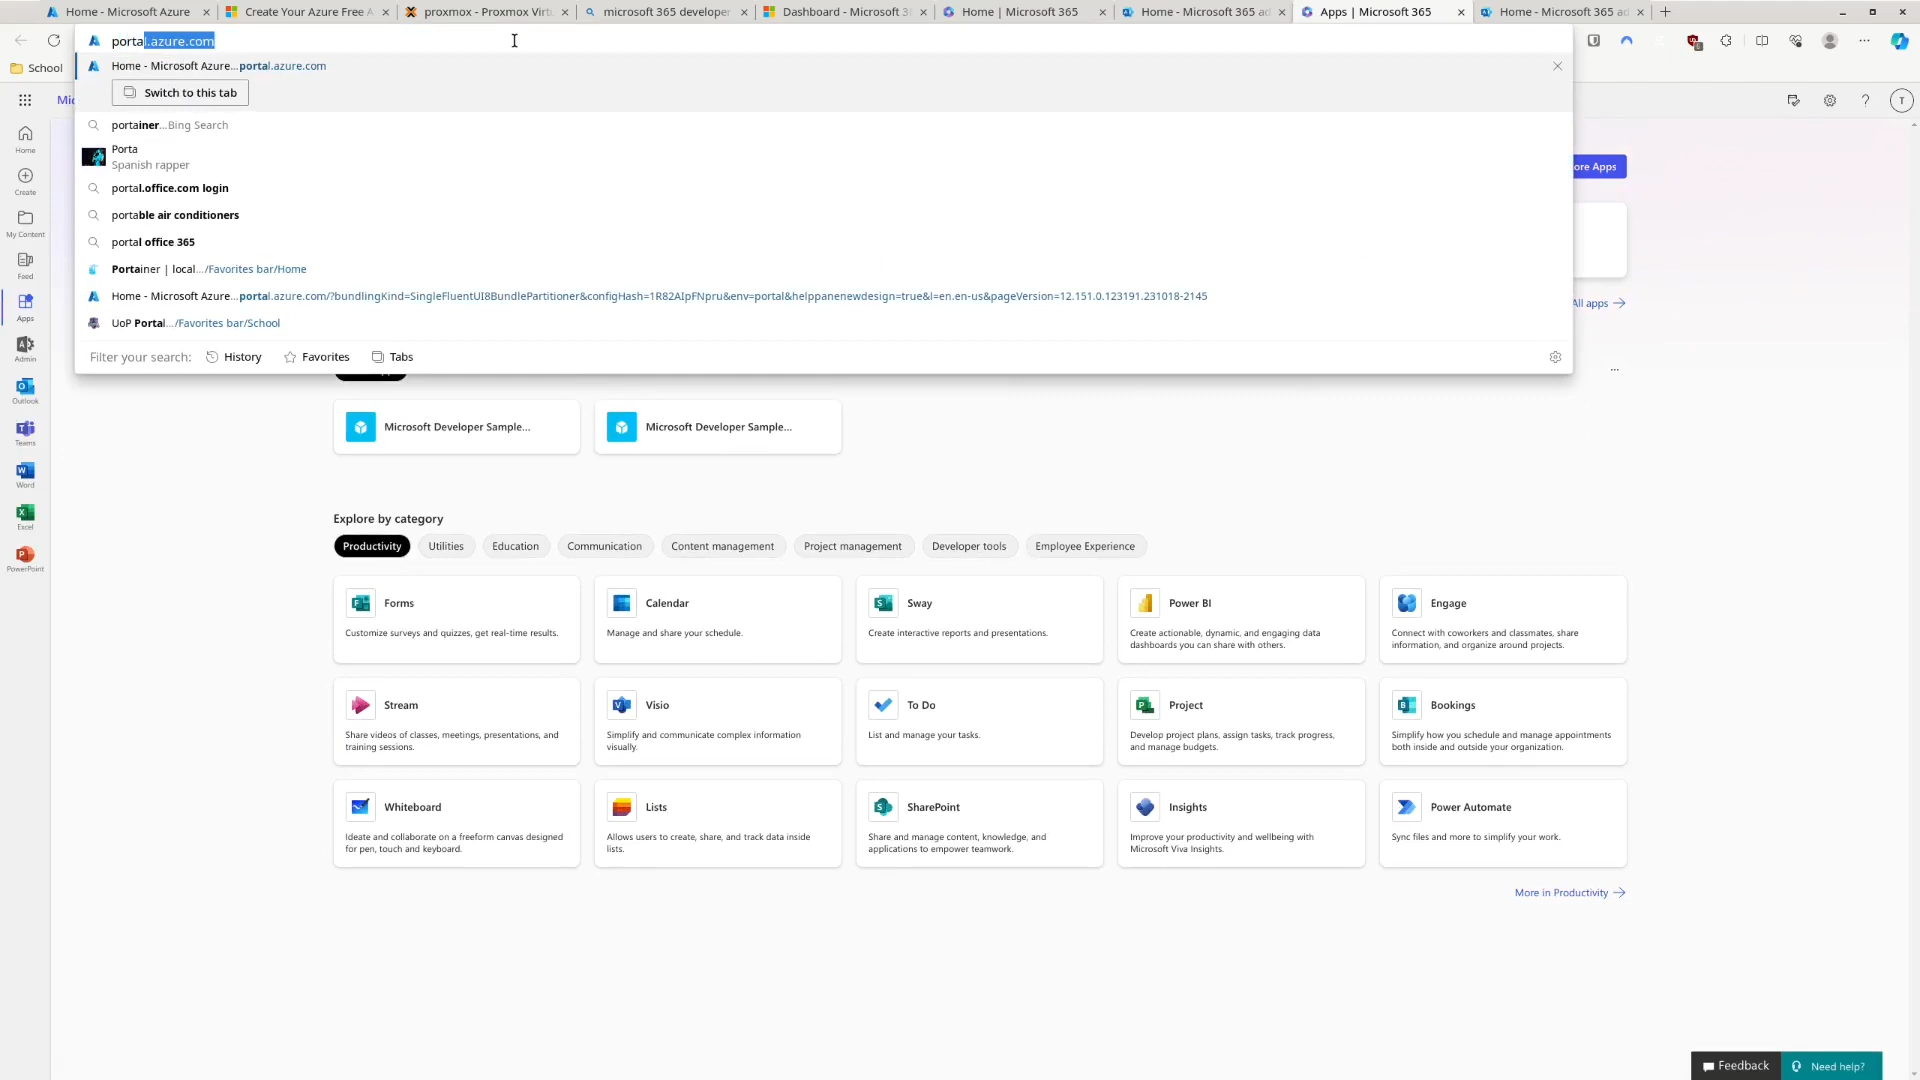 Home - Microsoft Azure
Create Your Azure Free A
proxmox - Proxmox Virtu
microsoft 365 developer
Dashboard - Microsoft 3
Home | Microsoft 365
Home - Microsoft 365 ad
Apps | Microsoft 365
Home - Microsoft 365 ad
portal.azure.com
Home - Microsoft Azure...portal.azure.com
Switch to this tab
School
portainer...Bing Search
Porta
Spanish rapper
portal.office.com login
portable air conditioners
portal office 365
Portainer | local.../Favorites bar/Home
Home - Microsoft Azure...portal.azure.com/?bundlingKind=SingleFluentUI8BundlePartitioner&configHash=1R82AIpFNpru&env=portal&helppanenewdesign=true&l=en.en-us&pageVersion=12.151.0.123191.231018-2145
UoP Portal.../Favorites bar/School
Filter your search:
History
Favorites
Tabs
Mic
T
ore Apps
All apps
Home
Create
My Content
Feed
Apps
Admin
Outlook
Teams
Word
Excel
PowerPoint
Microsoft Developer Sample...
Microsoft Developer Sample...
Explore by category
Productivity
Utilities
Education
Communication
Content management
Project management
Developer tools
Employee Experience
Forms
Customize surveys and quizzes, get real-time results.
Calendar
Manage and share your schedule.
Sway
Create interactive reports and presentations.
Power BI
Create actionable, dynamic, and engaging data
dashboards you can share with others.
Engage
Connect with coworkers and classmates, share
information, and organize around projects.
Stream
Share videos of classes, meetings, presentations, and
training sessions.
Visio
Simplify and communicate complex information
visually.
To Do
List and manage your tasks.
Project
Develop project plans, assign tasks, track progress,
and manage budgets.
Bookings
Simplify how you schedule and manage appointments
both inside and outside your organization.
Whiteboard
Ideate and collaborate on a freeform canvas designed
for pen, touch and keyboard.
Lists
Allows users to create, share, and track data inside
lists.
SharePoint
Share and manage content, knowledge, and
applications to empower teamwork.
Insights
Improve your productivity and wellbeing with
Microsoft Viva Insights.
Power Automate
Sync files and more to simplify your work.
More in Productivity
Feedback
Need help?